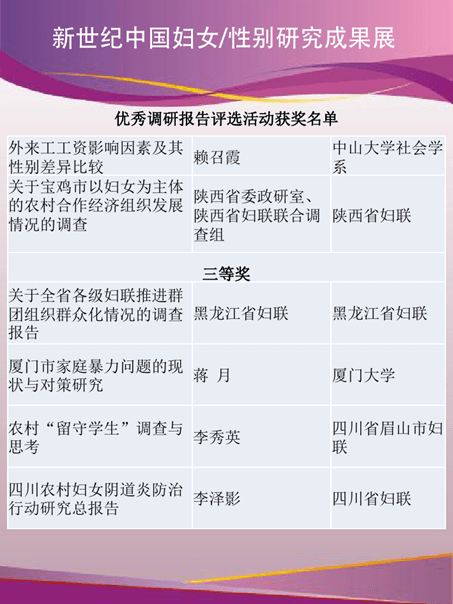 新世纪中国妇女/性别研究成果展
优秀调研报告评选活动获奖名单
外来工工资影响因素及其
性别差异比较
赖召霞
中山大学社会学
系
关于宝鸡市以妇女为主体
的农村合作经济组织发展
情况的调查
陕西省委政研室、
陕西省妇联联合调
查组
陕西省妇联
三等奖
关于全省各级妇联推进群
团组织群众化情况的调查
报告
黑龙江省妇联
黑龙江省妇联
厦门市家庭暴力问题的现
状与对策研究
蒋 月
厦门大学
农村“留守学生”调查与
思考
李秀英
四川省眉山市妇
联
四川农村妇女阴道炎防治
行动研究总报告
李泽影
四川省妇联